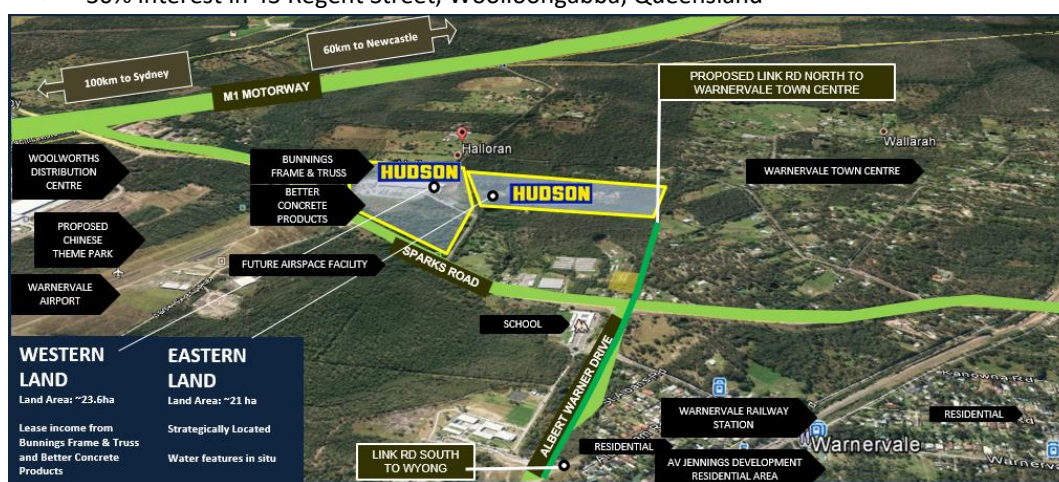 50% interest in 45 Regent Street, Woolloongabba, Queensland
60km to Newcastle
100km to Sydney
M1 MOTORWAY
PROPOSED LINK RD NORTH TO
WARNERVALE TOWN CENTRE
Wallarah
Halloran
WOOLWORTHS
DISTRIBUTION
CENTRE
BUNNINGS
FRAME & TRUSS
HUDSON
HUDSON
WARNERVALE TOWN CENTRE
BETTER
CONCRETE
PRODUCTS
PROPOSED
CHINESE
THEME PARK
FUTURE AIRSPACE FACILITY
SPARKS ROAD
WARNERVALE
AIRPORT
SCHOOL
WESTERN
LAND
Land Area: ~23.6ha
Lease income from
Bunnings Frame & Truss
and Better Concrete
Products
EASTERN
LAND
Land Area: ~21 ha
Strategically Located
Water features in situ
ALBERT WARNER DRIVE
Kanowna Rd
WARNERVALE RAILWAY
STATION
RESIDENTIAL
RESIDENTIAL
Warnervale
LINK RD SOUTH
TO WYONG
AV JENNINGS DEVELOPMENT
RESIDENTIAL AREA